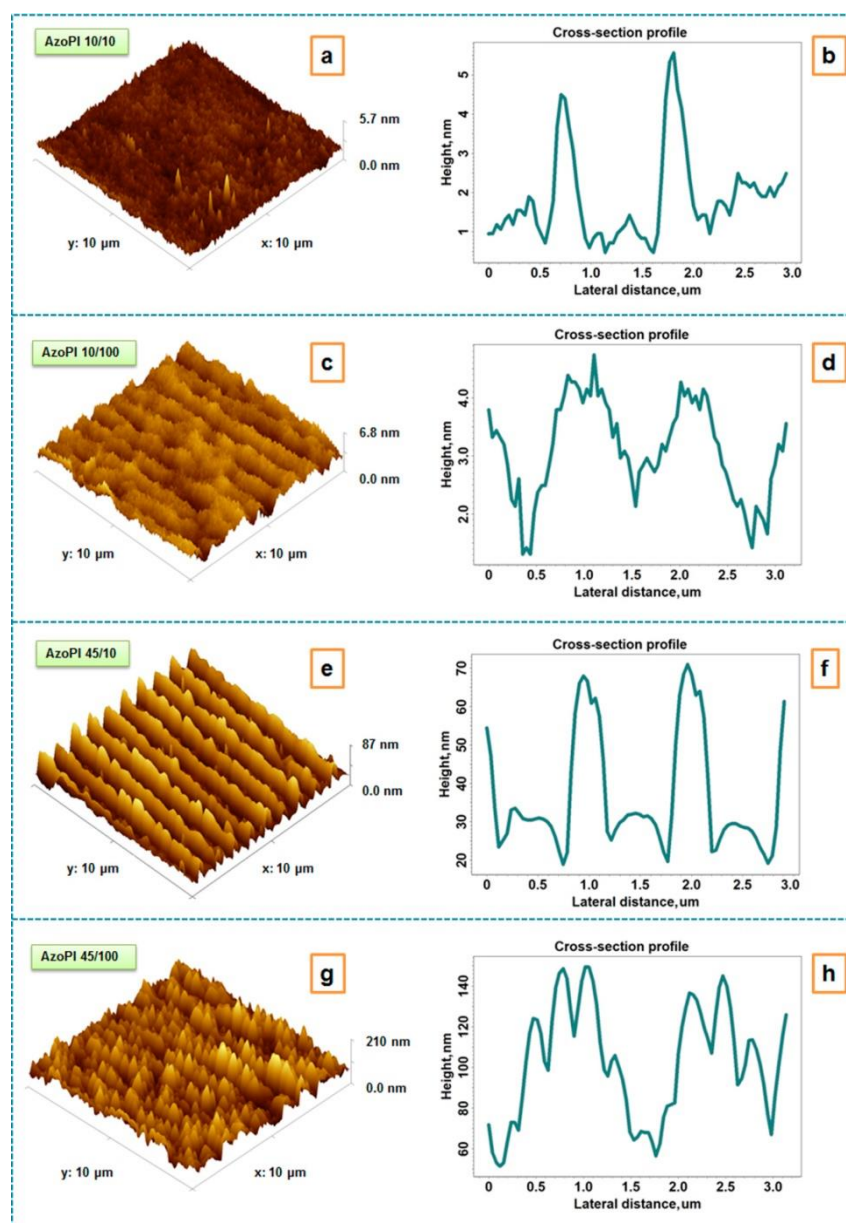 AzoPI 10/10
a
5.7 nm
0.0 nm
y: 10 µm
x: 10 µm
Cross-section profile
b
Height,nm
5
4
3
2
1
0 0.5 1.0 1.5 2.0 2.5 3.0
Lateral distance,um
AzoPI 10/100
c
6.8 nm
0.0 nm
y: 10 µm
x: 10 µm
Cross-section profile
d
Height,nm
4.0
3.0
2.0
0 0.5 1.0 1.5 2.0 2.5 3.0
Lateral distance,um
AzoPI 45/10
e
87 nm
0.0 nm
y: 10 µm
x: 10 µm
Cross-section profile
f
Height,nm
70
60
50
40
30
20
0 0.5 1.0 1.5 2.0 2.5 3.0
Lateral distance,um
AzoPI 45/100
g
210 nm
0.0 nm
y: 10 µm
x: 10 µm
Cross-section profile
h
Height,nm
140
120
100
80
60
0 0.5 1.0 1.5 2.0 2.5 3.0
Lateral distance,um